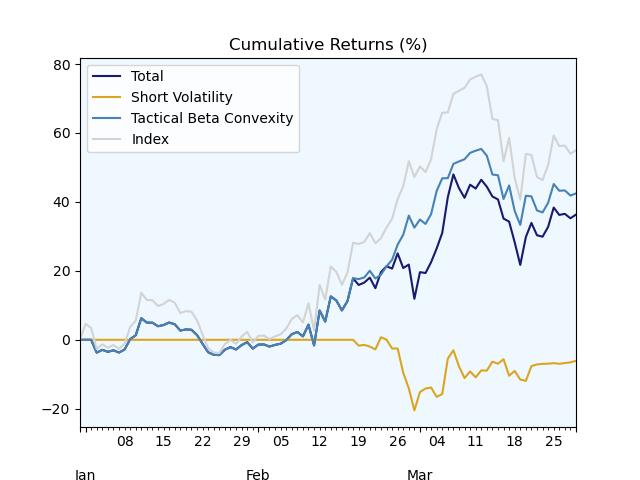 Cumulative Returns (%)
Total
Short Volatility
Tactical Beta Convexity
Index
80
60
40
20
0
−20
08 15 22 29 05 12 19 26 04 11 18 25
Jan Feb Mar